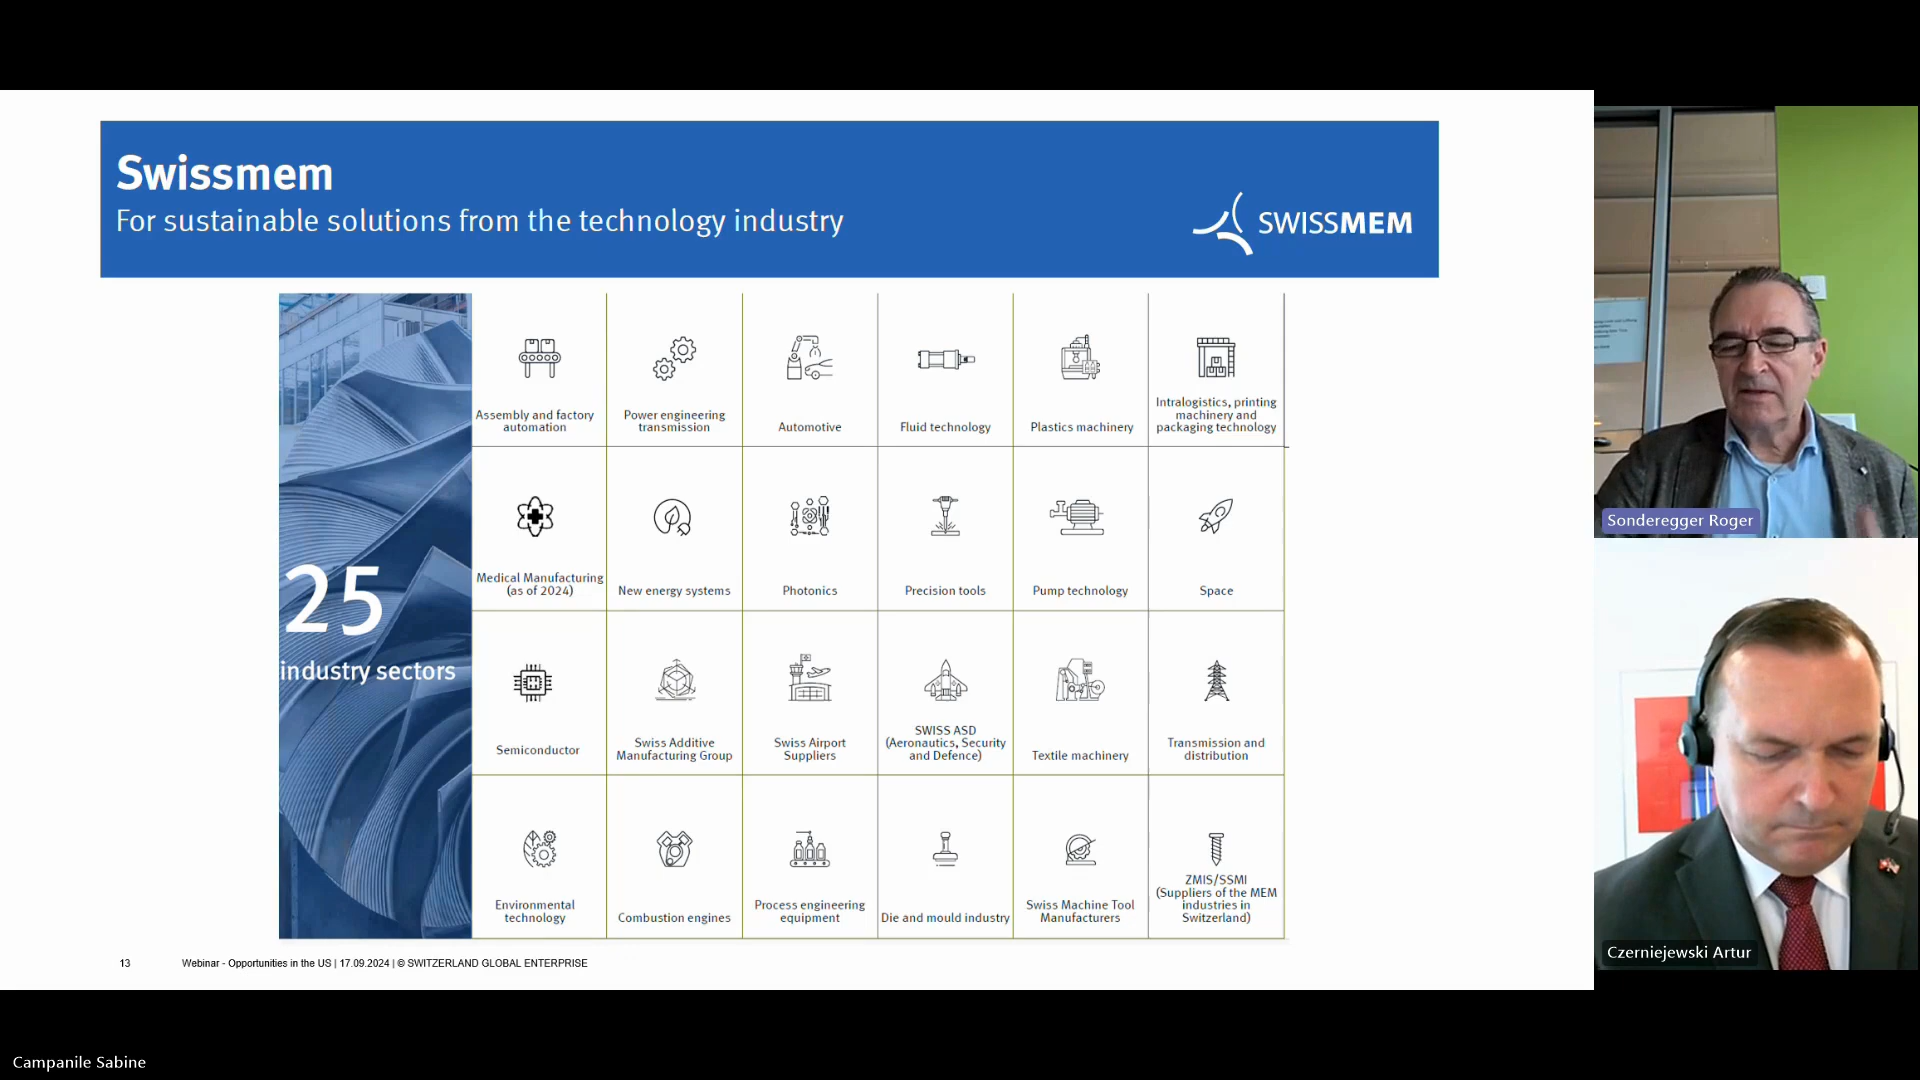 Swissmem
For sustainable solutions from the technology industry
SWISSMEM
25
industry sectors
Assembly and factory
automation
Power engineering
transmission
Automotive
Fluid technology
Plastics machinery
Intralogistics, printing
machinery and
packaging technology
Medical Manufacturing
(as of 2024)
New energy systems
Photonics
Precision tools
Pump technology
Space
Semiconductor
Swiss Additive
Manufacturing Group
Swiss Airport
Suppliers
SWISS ASD
(Aeronautics, Security
and Defence)
Textile machinery
Transmission and
distribution
Environmental
technology
Combustion engines
Process engineering
equipment
Die and mould industry
Swiss Machine Tool
Manufacturers
ZMIS/SSMI
(Suppliers of the MEM
industries in
Switzerland)
13
Webinar - Opportunities in the US | 17.09.2024 | © SWITZERLAND GLOBAL ENTERPRISE
Sonderegger Roger
Czerniejewski Artur
Campanile Sabine